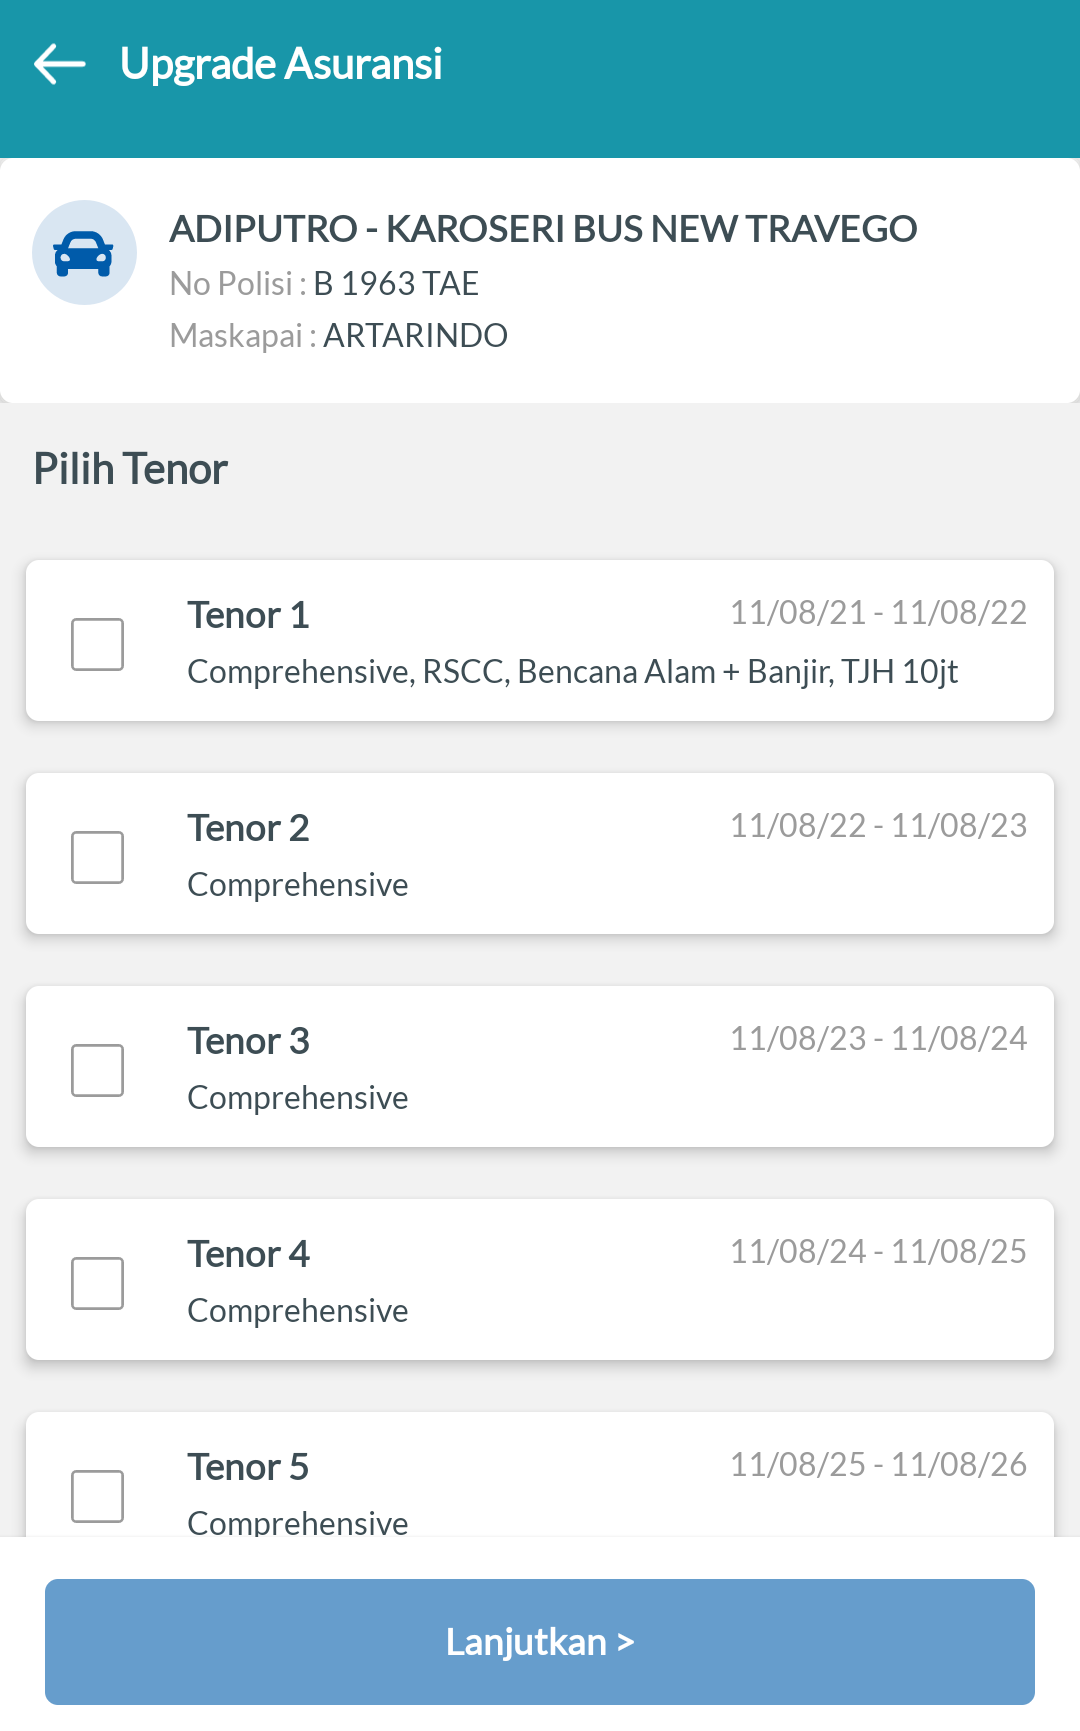 Upgrade Asuransi
ADIPUTRO - KAROSERI BUS NEW TRAVEGO
No Polisi : B 1963 TAE
Maskapai : ARTARINDO
Pilih Tenor
Tenor 1
11/08/21 - 11/08/22
Comprehensive, RSCC, Bencana Alam + Banjir, TJH 10jt
Tenor 2
11/08/22 - 11/08/23
Comprehensive
Tenor 3
11/08/23 - 11/08/24
Comprehensive
Tenor 4
11/08/24 - 11/08/25
Comprehensive
Tenor 5
11/08/25 - 11/08/26
Comprehensive
Lanjutkan >